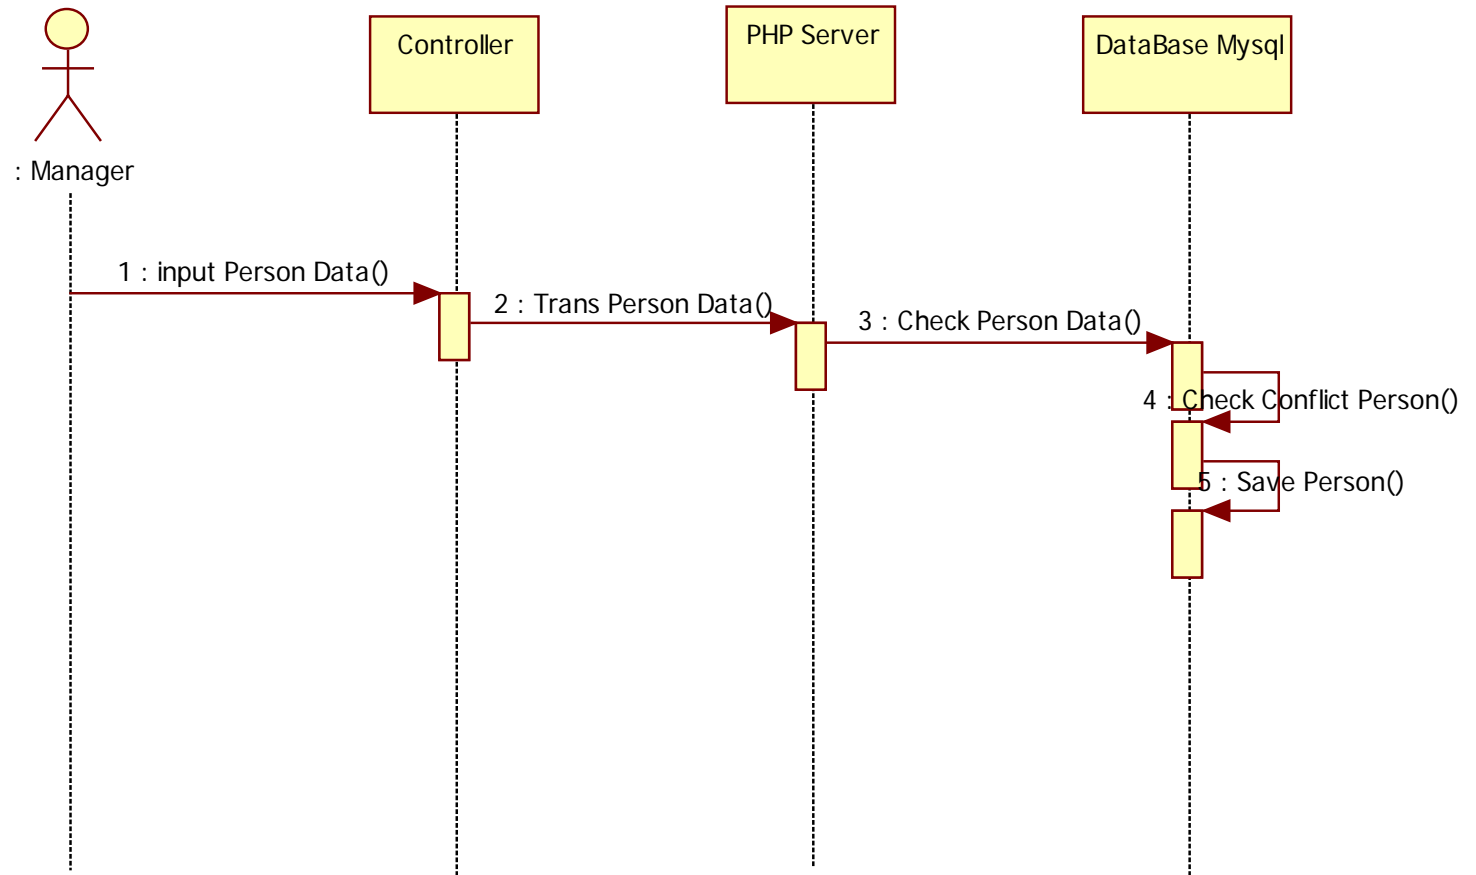 : Manager
Controller
PHP Server
DataBase Mysql
1 : input Person Data()
2 : Trans Person Data()
3 : Check Person Data()
4 : Check Conflict Person()
5 : Save Person()